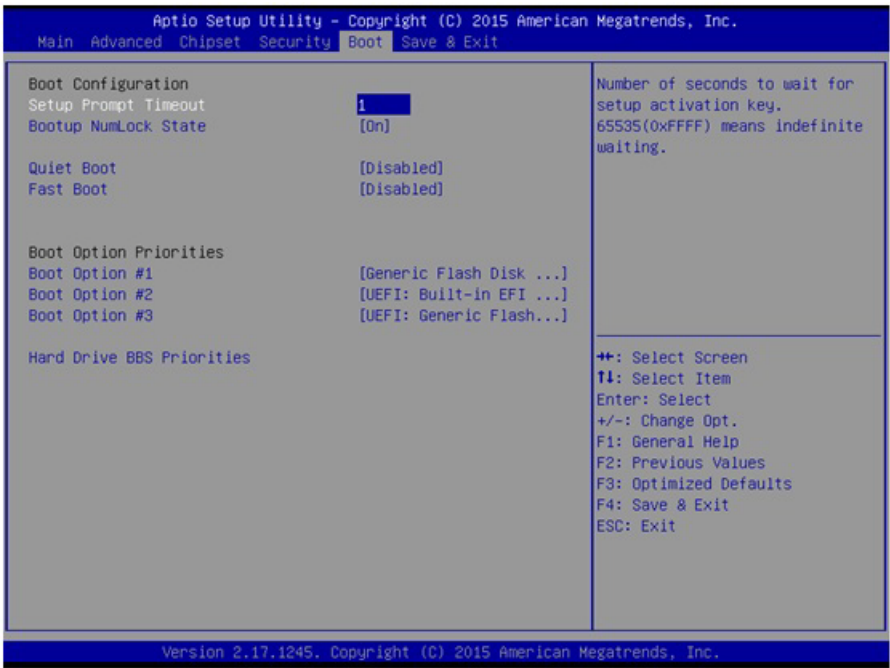 Aptio Setup Utility – Copyright (C) 2015 American Megatrends, Inc.
Main Advanced Chipset Security Boot Save & Exit
Boot Configuration
Setup Prompt Timeout 1
Bootup NumLock State [On]
Quiet Boot [Disabled]
Fast Boot [Disabled]
Boot Option Priorities
Boot Option #1 [Generic Flash Disk ...]
Boot Option #2 [UEFI: Built-in EFI ...]
Boot Option #3 [UEFI: Generic Flash...]
Hard Drive BBS Priorities
Number of seconds to wait for
setup activation key.
65535(0xFFFF) means indefinite
waiting.
→←: Select Screen
↑↓: Select Item
Enter: Select
+/-: Change Opt.
F1: General Help
F2: Previous Values
F3: Optimized Defaults
F4: Save & Exit
ESC: Exit
Version 2.17.1245. Copyright (C) 2015 American Megatrends, Inc.